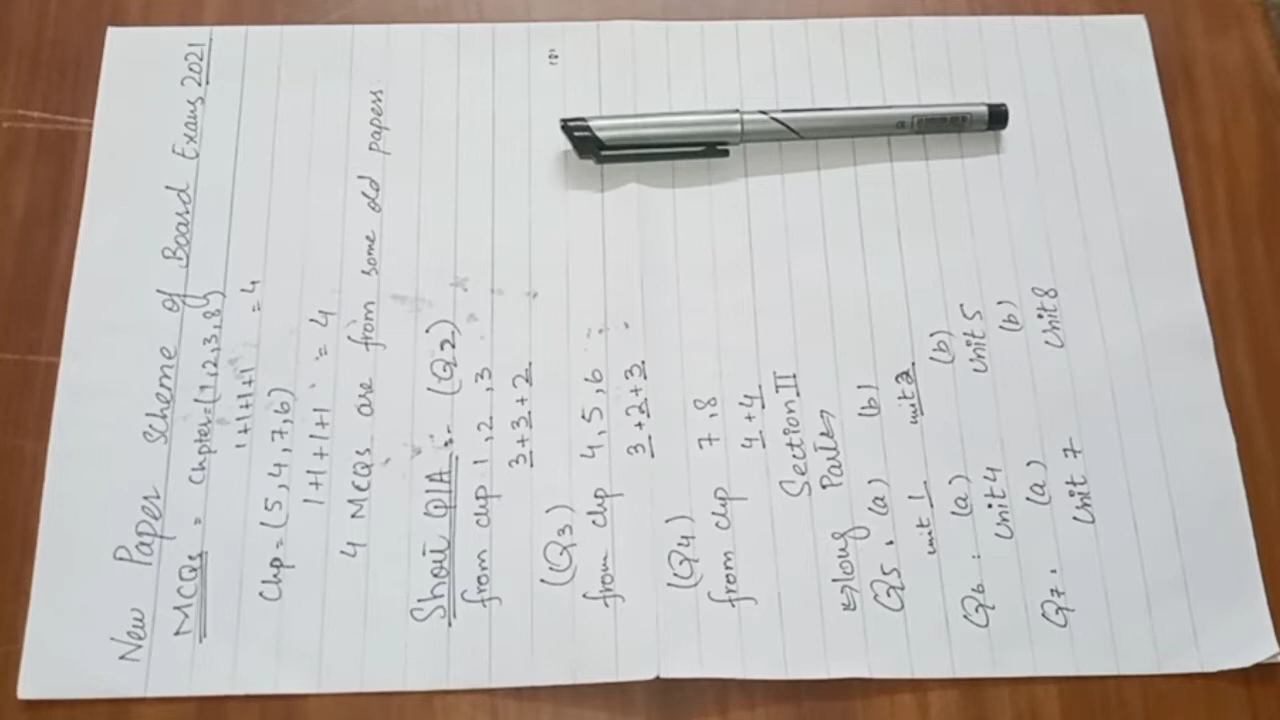 New Paper Scheme of Board Exams 2021
MCQs = Chpters=(1,2,3,8)
1+1+1+1 = 4
Chp=(5,4,7,6)
1+1+1+1 = 4
4 MCQs are from some old papers.
Short Q/A :- (Q2)
from chp 1,2,3
3+3+2
(Q3)
from chp 4,5,6
3+2+3
(Q4)
from chp 7,8
4+4
Section II
long Parts
Q5. (a) (b)
unit 1 unit 2
Q6. (a) (b)
Unit 4 Unit 5
Q7. (a) (b)
Unit 7 Unit 8